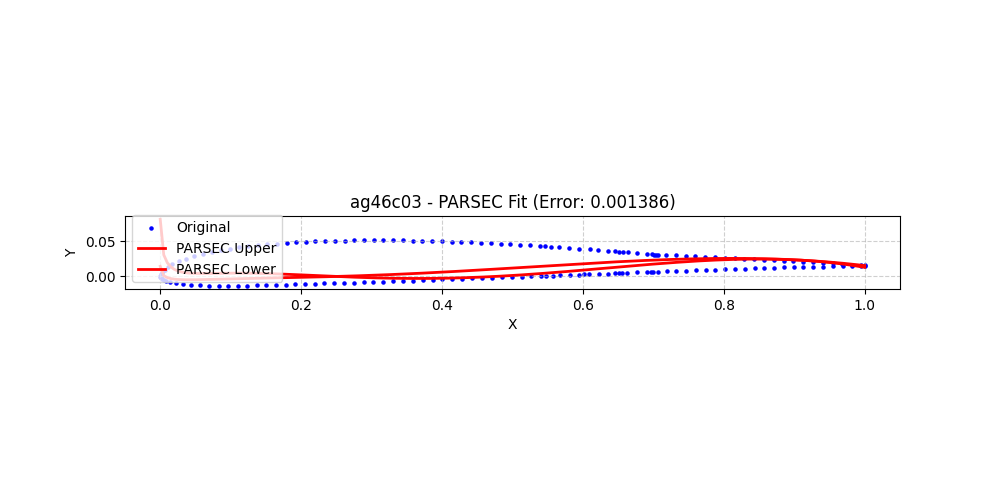 ag46c03 - PARSEC Fit (Error: 0.001386)
Original
PARSEC Upper
PARSEC Lower
Y
0.05
0.00
0.0 0.2 0.4 0.6 0.8 1.0
X